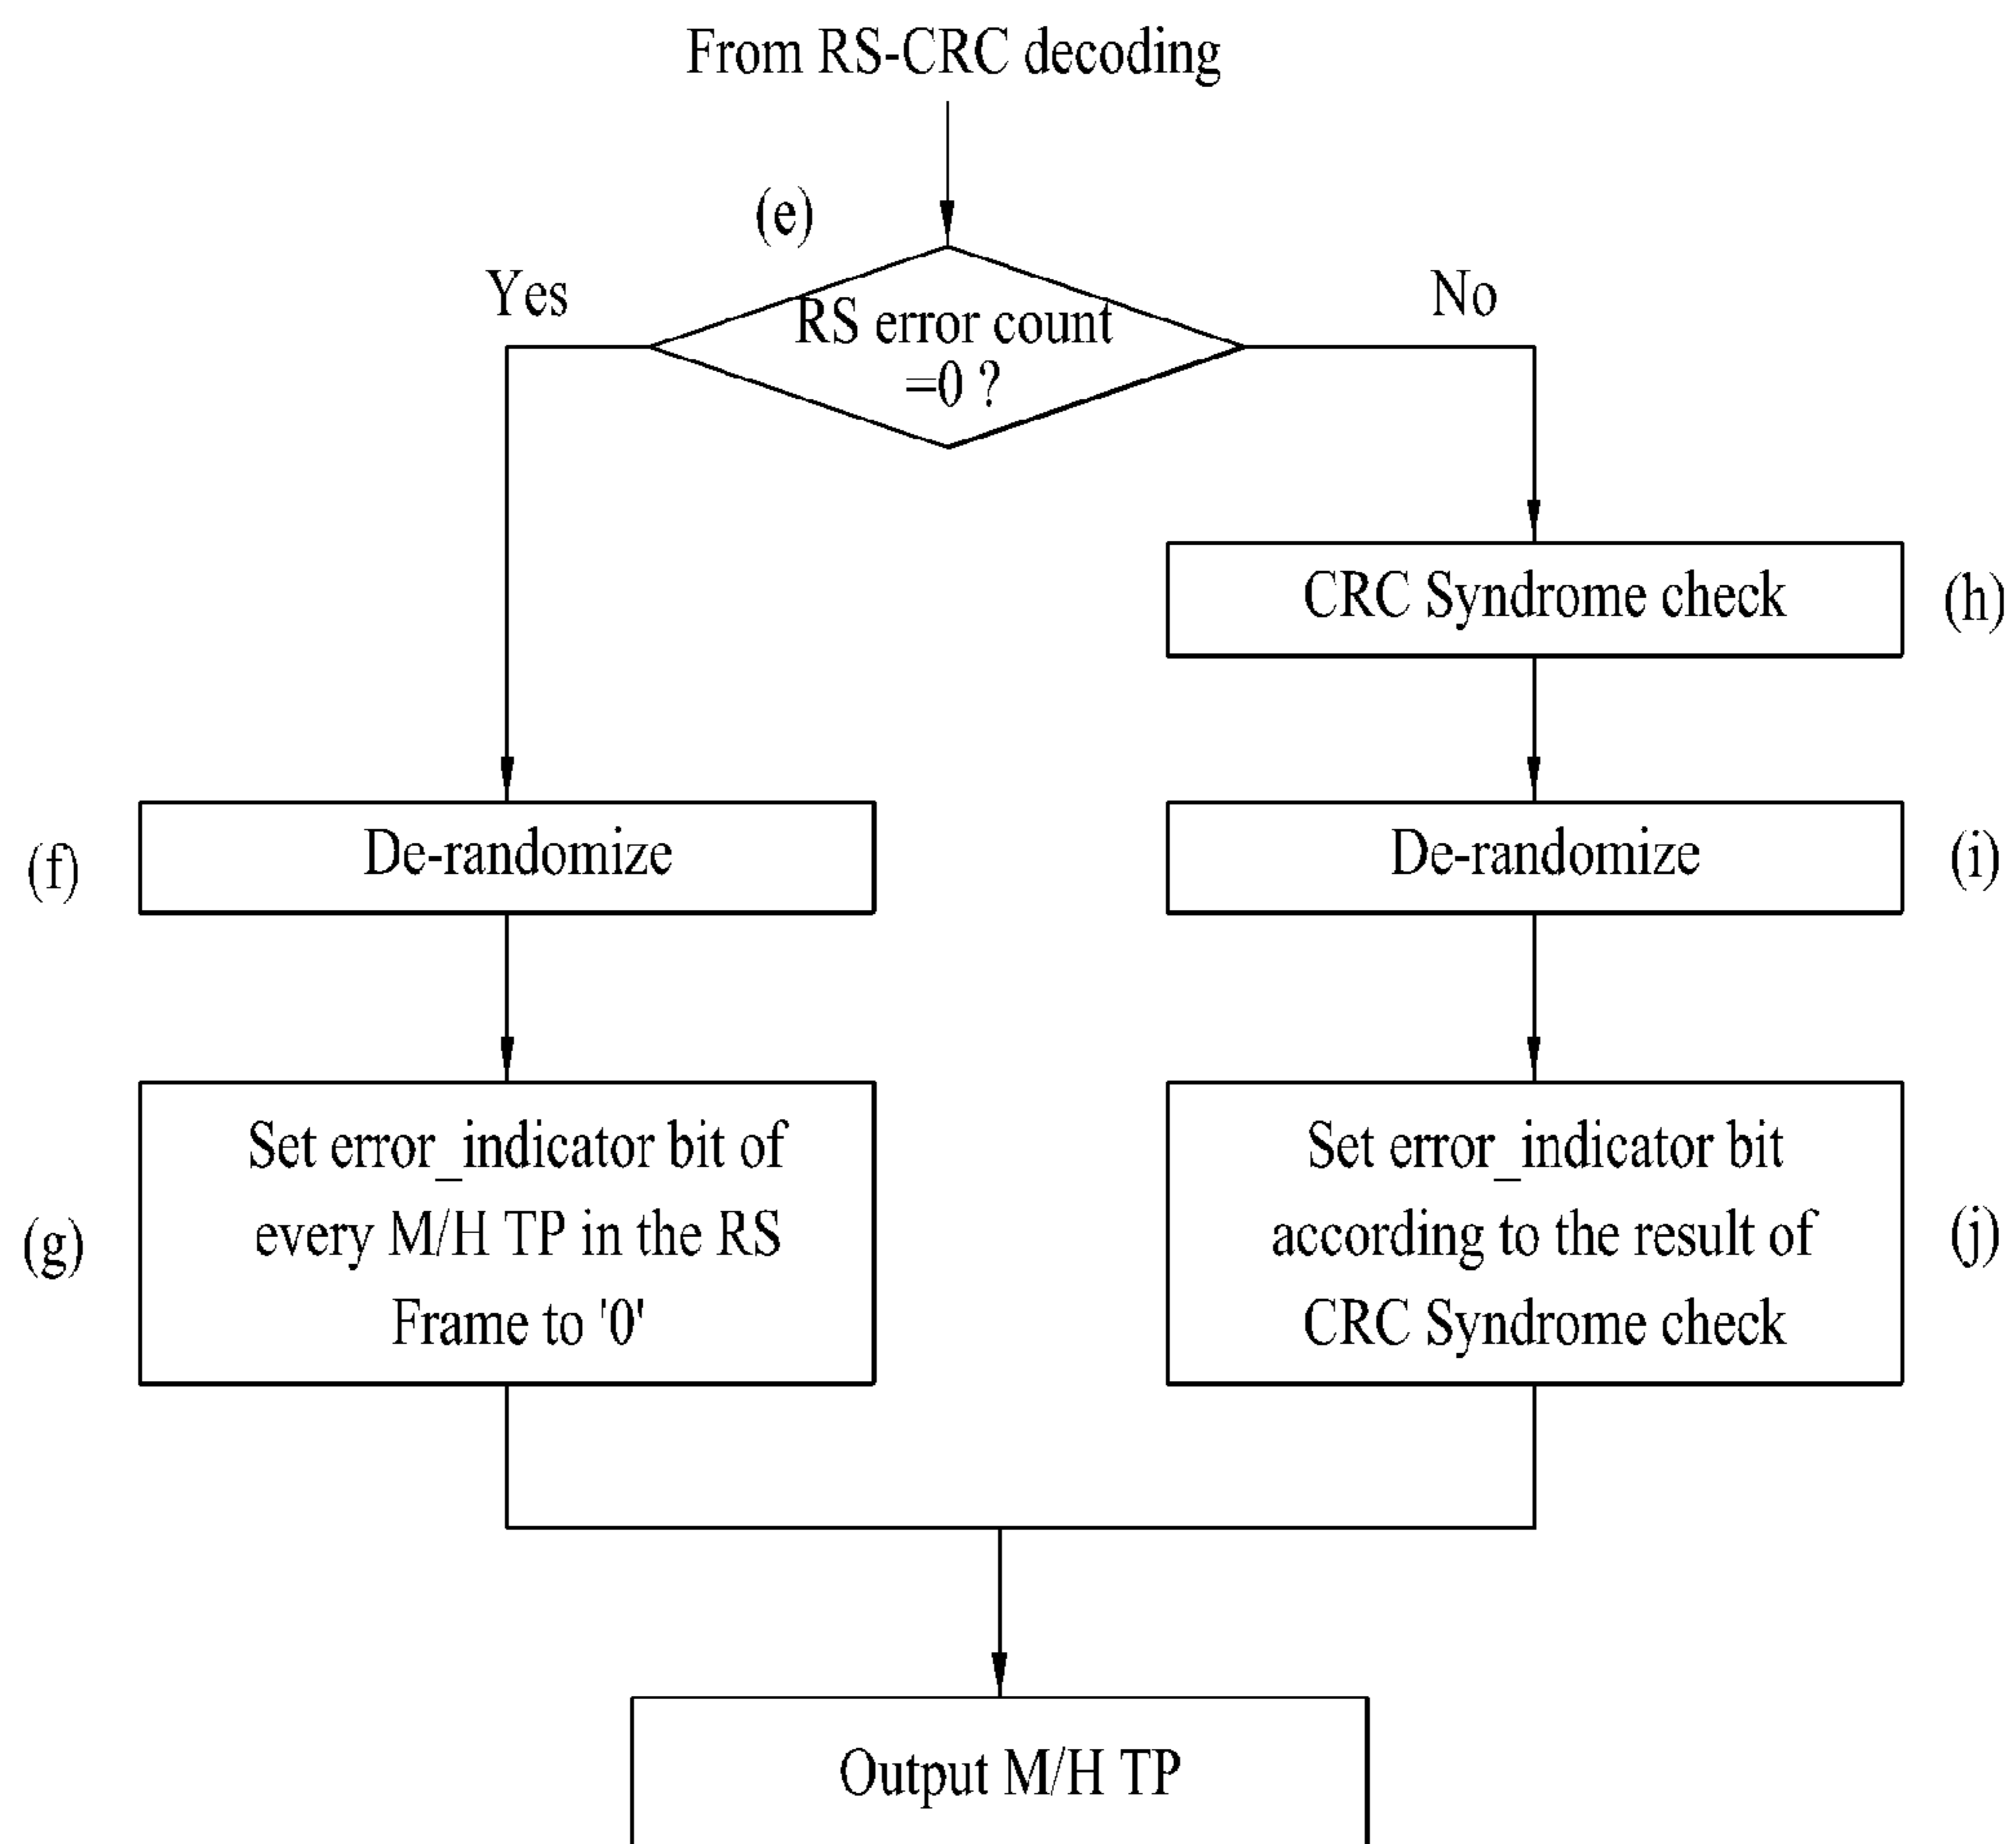 From RS-CRC decoding
(e)
Yes
No
RS error count
=0 ?
CRC Syndrome check
(h)
(f)
De-randomize
De-randomize
(i)
(g)
Set error_indicator bit of
every M/H TP in the RS
Frame to '0'
Set error_indicator bit
according to the result of
CRC Syndrome check
(j)
Output M/H TP